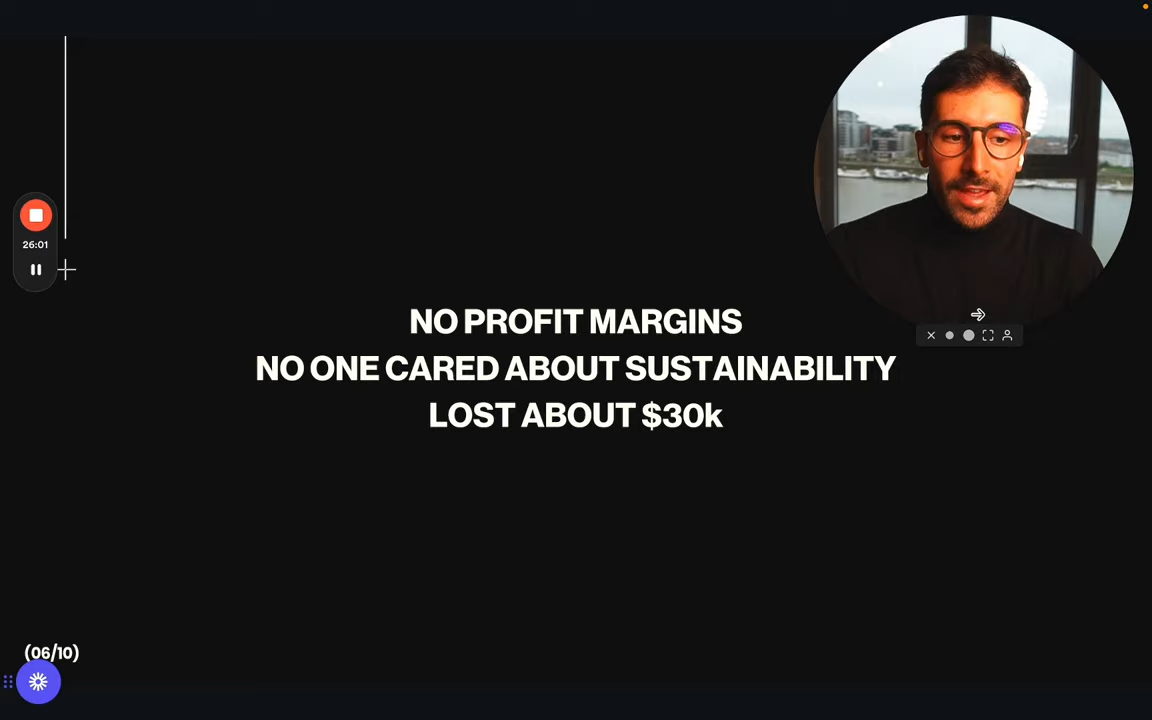 26:01
NO PROFIT MARGINS
NO ONE CARED ABOUT SUSTAINABILITY
LOST ABOUT $30k
(06/10)